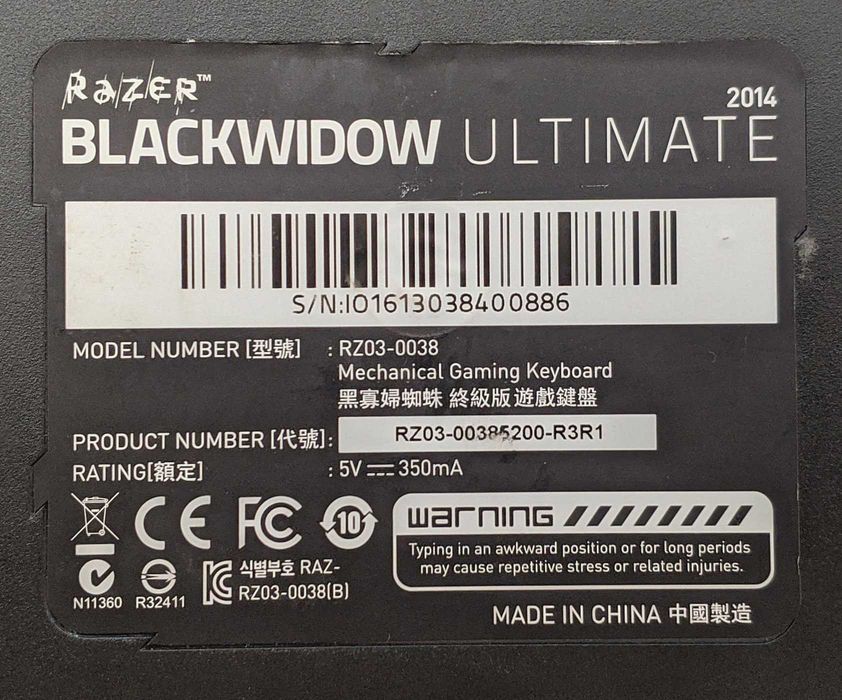 RAZER™
2014
BLACKWIDOW ULTIMATE
S/N:IO1613038400886
MODEL NUMBER [型號] : RZ03-0038
Mechanical Gaming Keyboard
黑寡婦蜘蛛 終級版遊戲鍵盤
PRODUCT NUMBER [代號]: RZ03-00385200-R3R1
RATING[額定] : 5V ⎓ 350mA
CE FC 10
warning
Typing in an awkward position or for long periods
may cause repetitive stress or related injuries.
N11360 R32411
식별부호 RAZ-
RZ03-0038(B)
MADE IN CHINA 中國製造